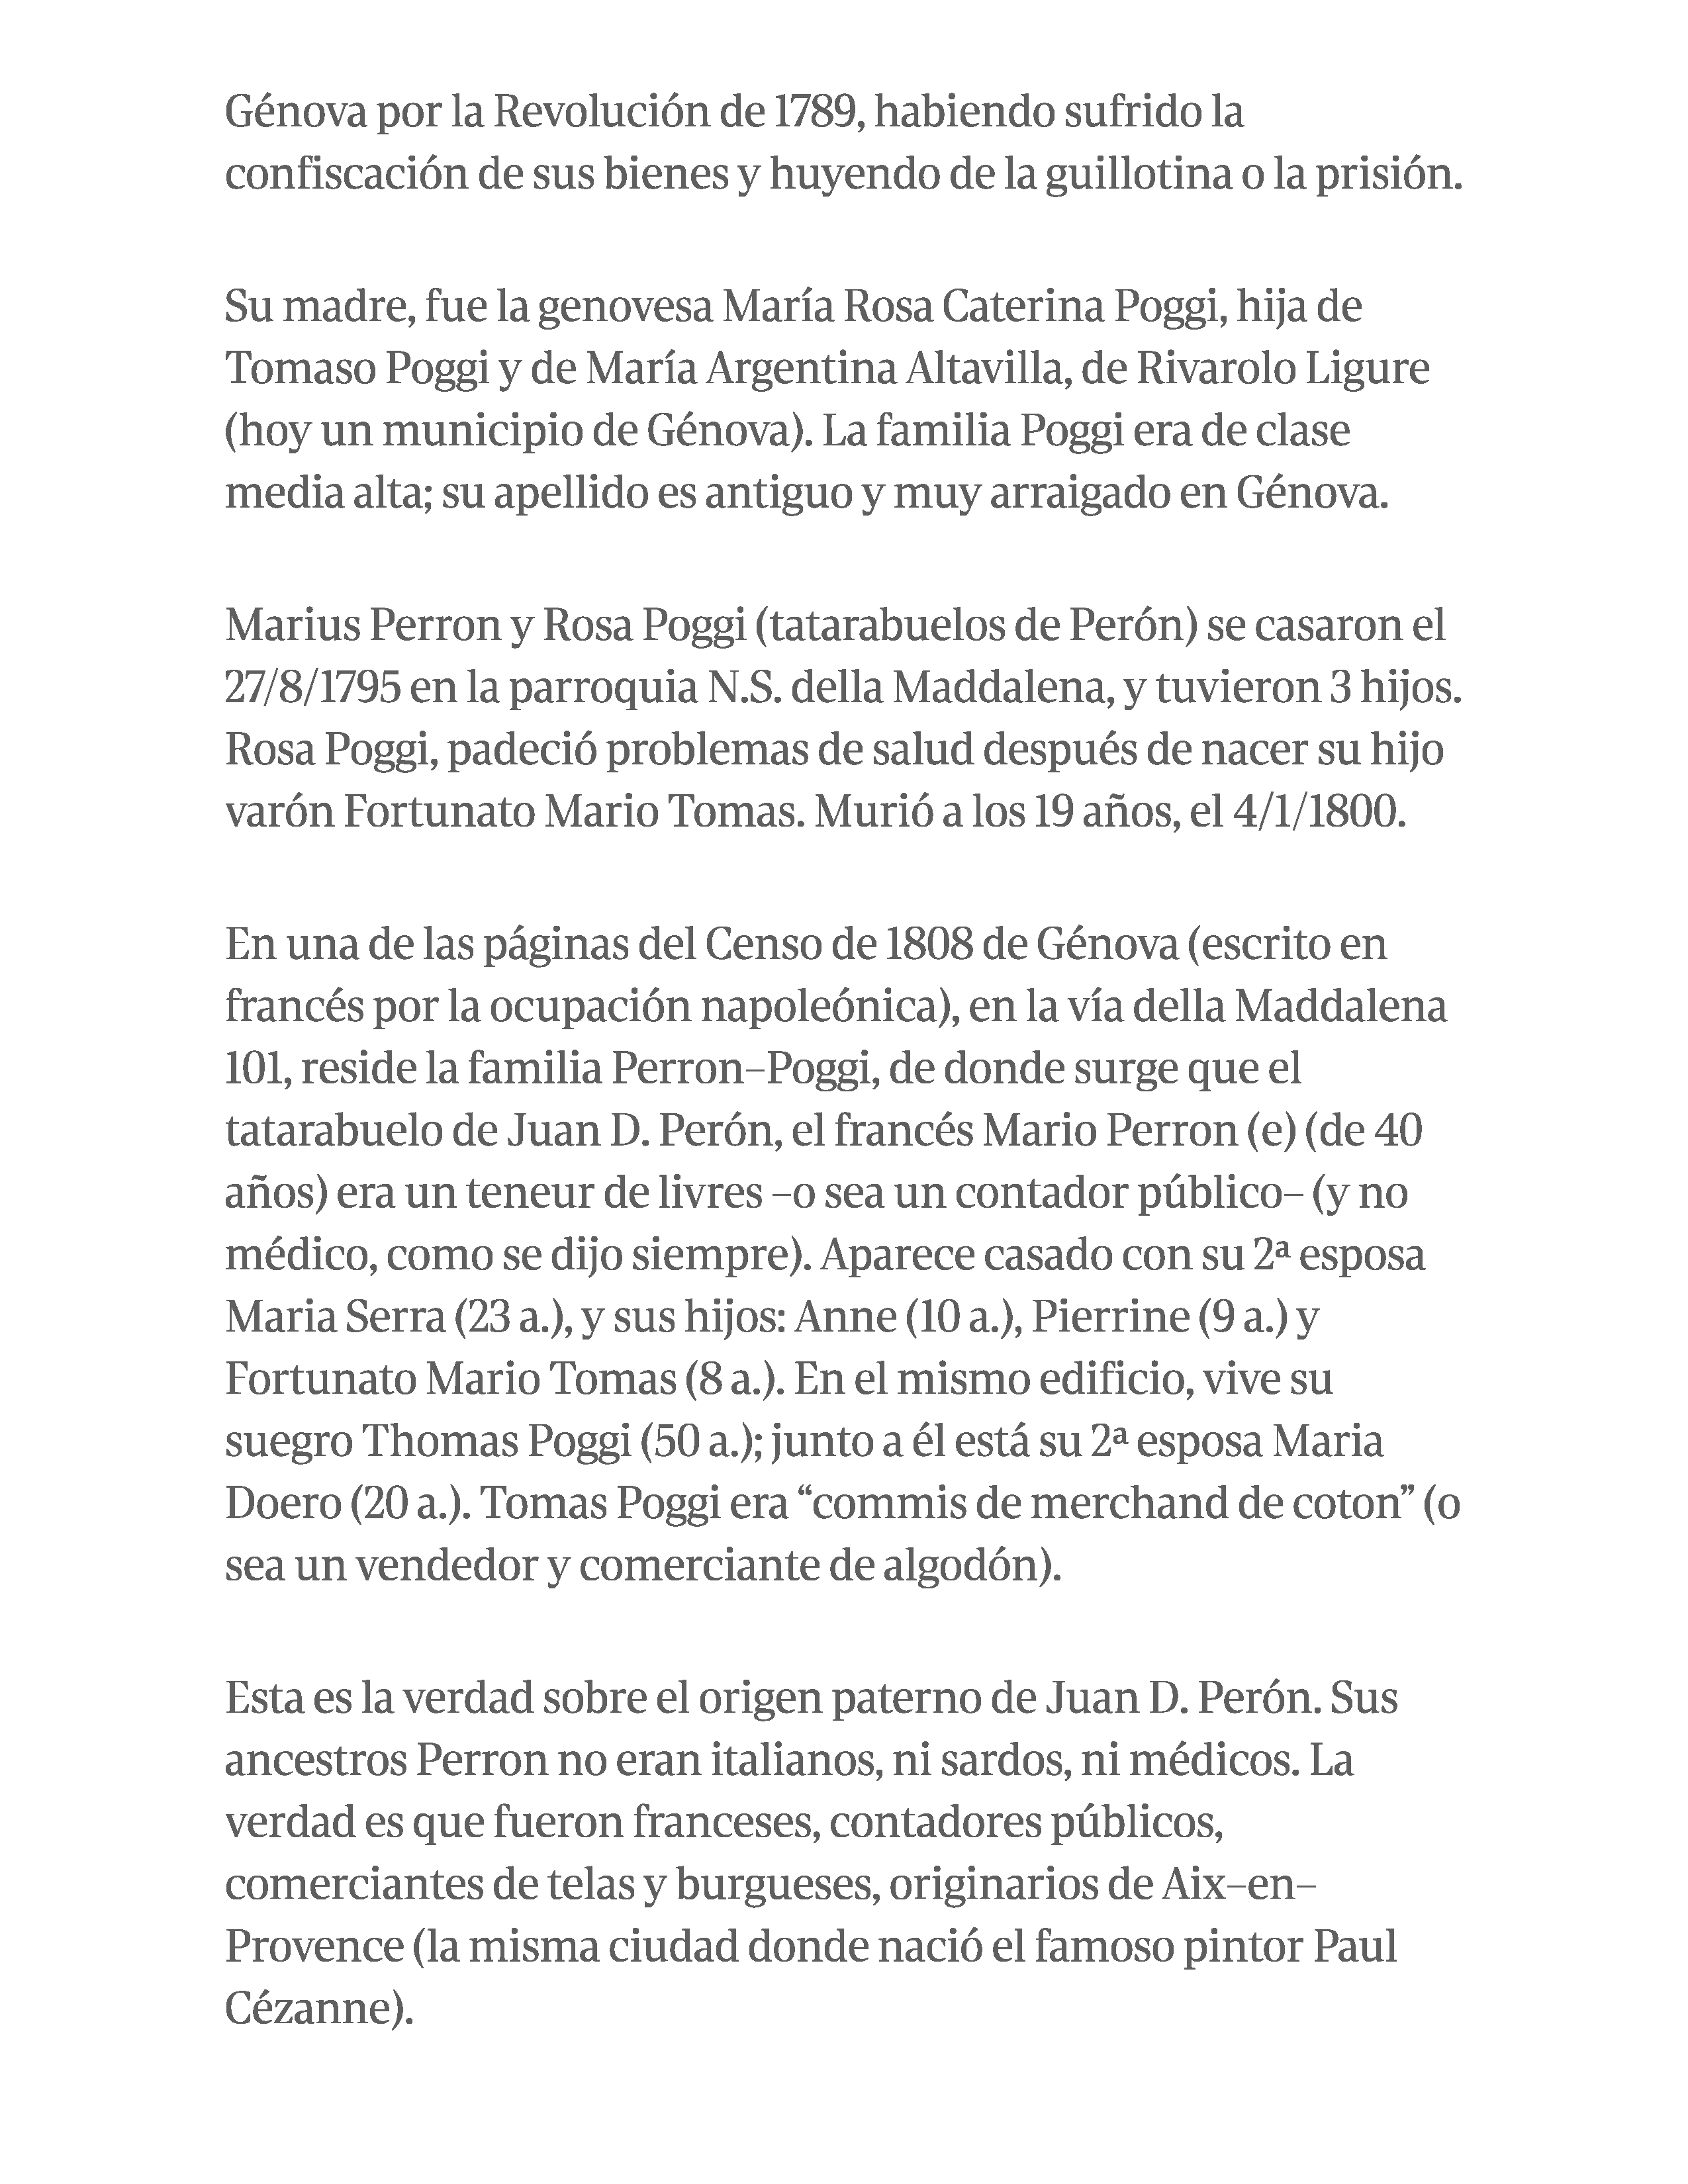 Génova por la Revolución de 1789, habiendo sufrido la
confiscación de sus bienes y huyendo de la guillotina o la prisión.
Su madre, fue la genovesa María Rosa Caterina Poggi, hija de
Tomaso Poggi y de María Argentina Altavilla, de Rivarolo Ligure
(hoy un municipio de Génova). La familia Poggi era de clase
media alta; su apellido es antiguo y muy arraigado en Génova.
Marius Perron y Rosa Poggi (tatarabuelos de Perón) se casaron el
27/8/1795 en la parroquia N.S. della Maddalena, y tuvieron 3 hijos.
Rosa Poggi, padeció problemas de salud después de nacer su hijo
varón Fortunato Mario Tomas. Murió a los 19 años, el 4/1/1800.
En una de las páginas del Censo de 1808 de Génova (escrito en
francés por la ocupación napoleónica), en la vía della Maddalena
101, reside la familia Perron–Poggi, de donde surge que el
tatarabuelo de Juan D. Perón, el francés Mario Perron (e) (de 40
años) era un teneur de livres –o sea un contador público– (y no
médico, como se dijo siempre). Aparece casado con su 2ª esposa
Maria Serra (23 a.), y sus hijos: Anne (10 a.), Pierrine (9 a.) y
Fortunato Mario Tomas (8 a.). En el mismo edificio, vive su
suegro Thomas Poggi (50 a.); junto a él está su 2ª esposa Maria
Doero (20 a.). Tomas Poggi era “commis de merchand de coton” (o
sea un vendedor y comerciante de algodón).
Esta es la verdad sobre el origen paterno de Juan D. Perón. Sus
ancestros Perron no eran italianos, ni sardos, ni médicos. La
verdad es que fueron franceses, contadores públicos,
comerciantes de telas y burgueses, originarios de Aix–en–
Provence (la misma ciudad donde nació el famoso pintor Paul
Cézanne).